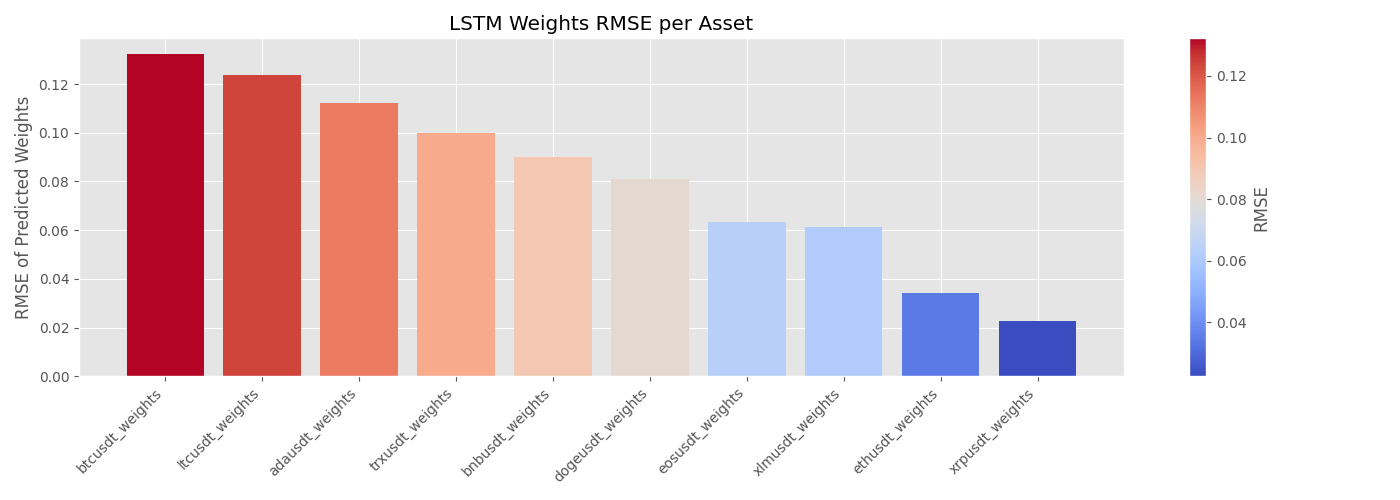 LSTM Weights RMSE per Asset
RMSE of Predicted Weights
0.12
0.10
0.08
0.06
0.04
0.02
0.00
btcusdt_weights
ltcusdt_weights
adausdt_weights
trxusdt_weights
bnbusdt_weights
dogeusdt_weights
eosusdt_weights
xlmusdt_weights
ethusdt_weights
xrpusdt_weights
0.12
0.10
0.08
0.06
0.04
RMSE